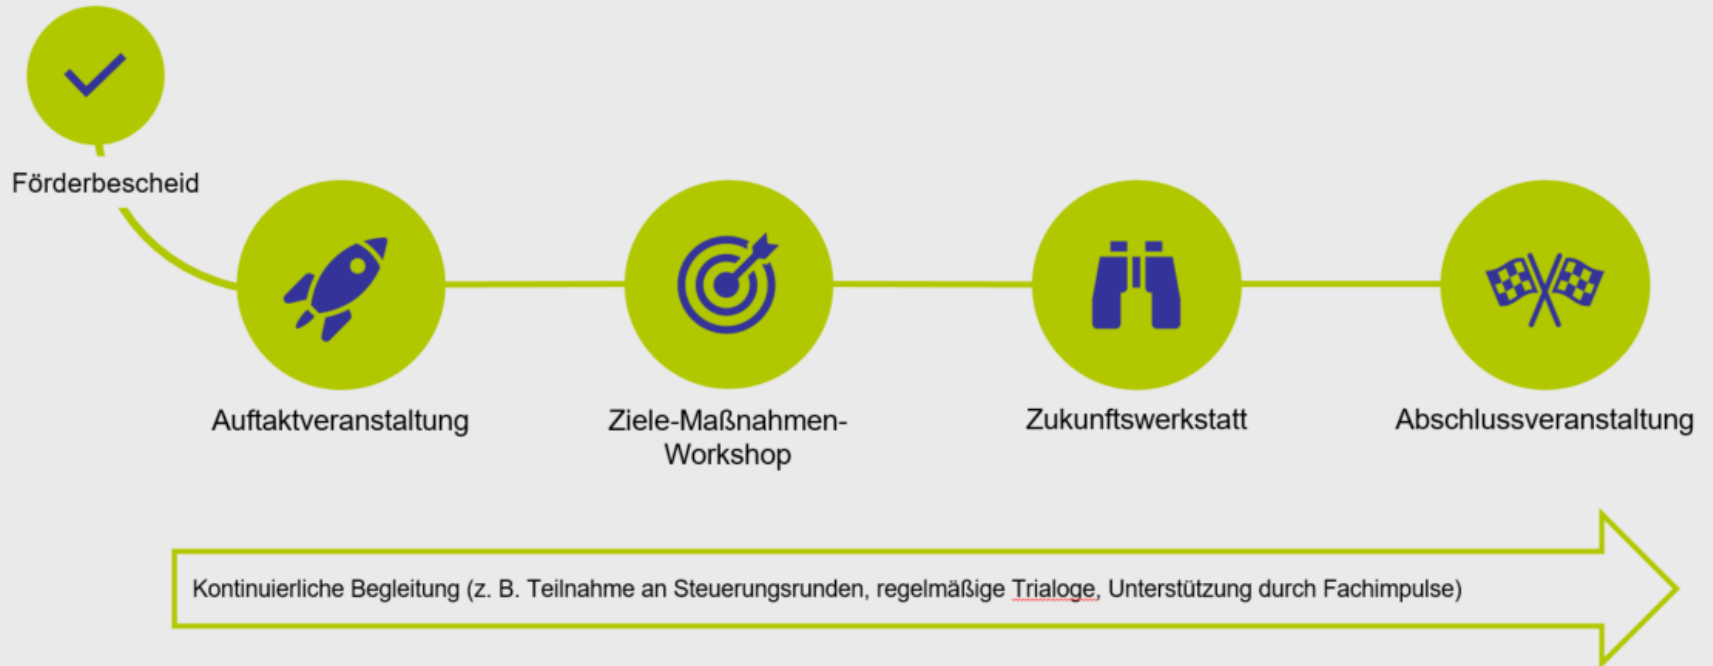 Förderbescheid
Auftaktveranstaltung
Ziele-Maßnahmen-
Workshop
Zukunftswerkstatt
Abschlussveranstaltung
Kontinuierliche Begleitung (z. B. Teilnahme an Steuerungsrunden, regelmäßige Trialoge, Unterstützung durch Fachimpulse)